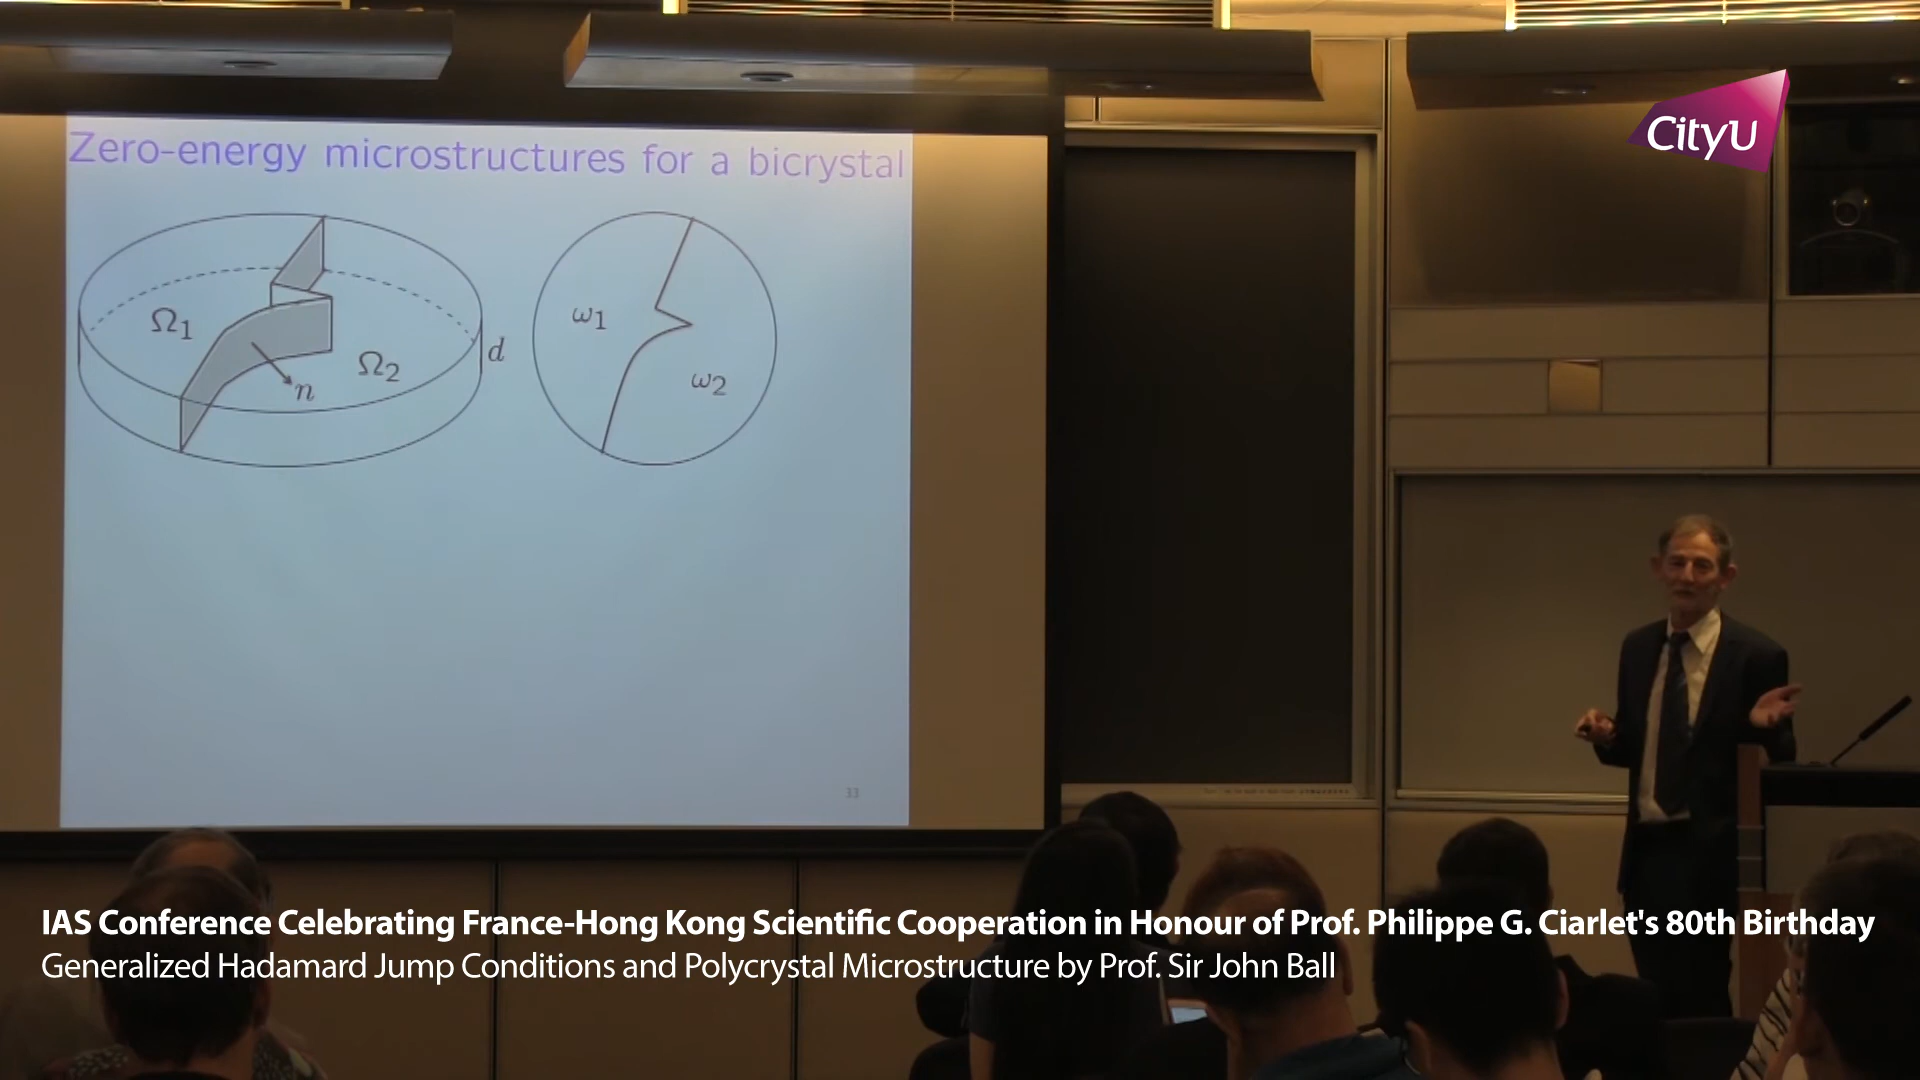 CityU
Zero-energy microstructures for a bicrystal
Ω1
Ω2
n
d
ω1
ω2
33
IAS Conference Celebrating France-Hong Kong Scientific Cooperation in Honour of Prof. Philippe G. Ciarlet's 80th Birthday
Generalized Hadamard Jump Conditions and Polycrystal Microstructure by Prof. Sir John Ball